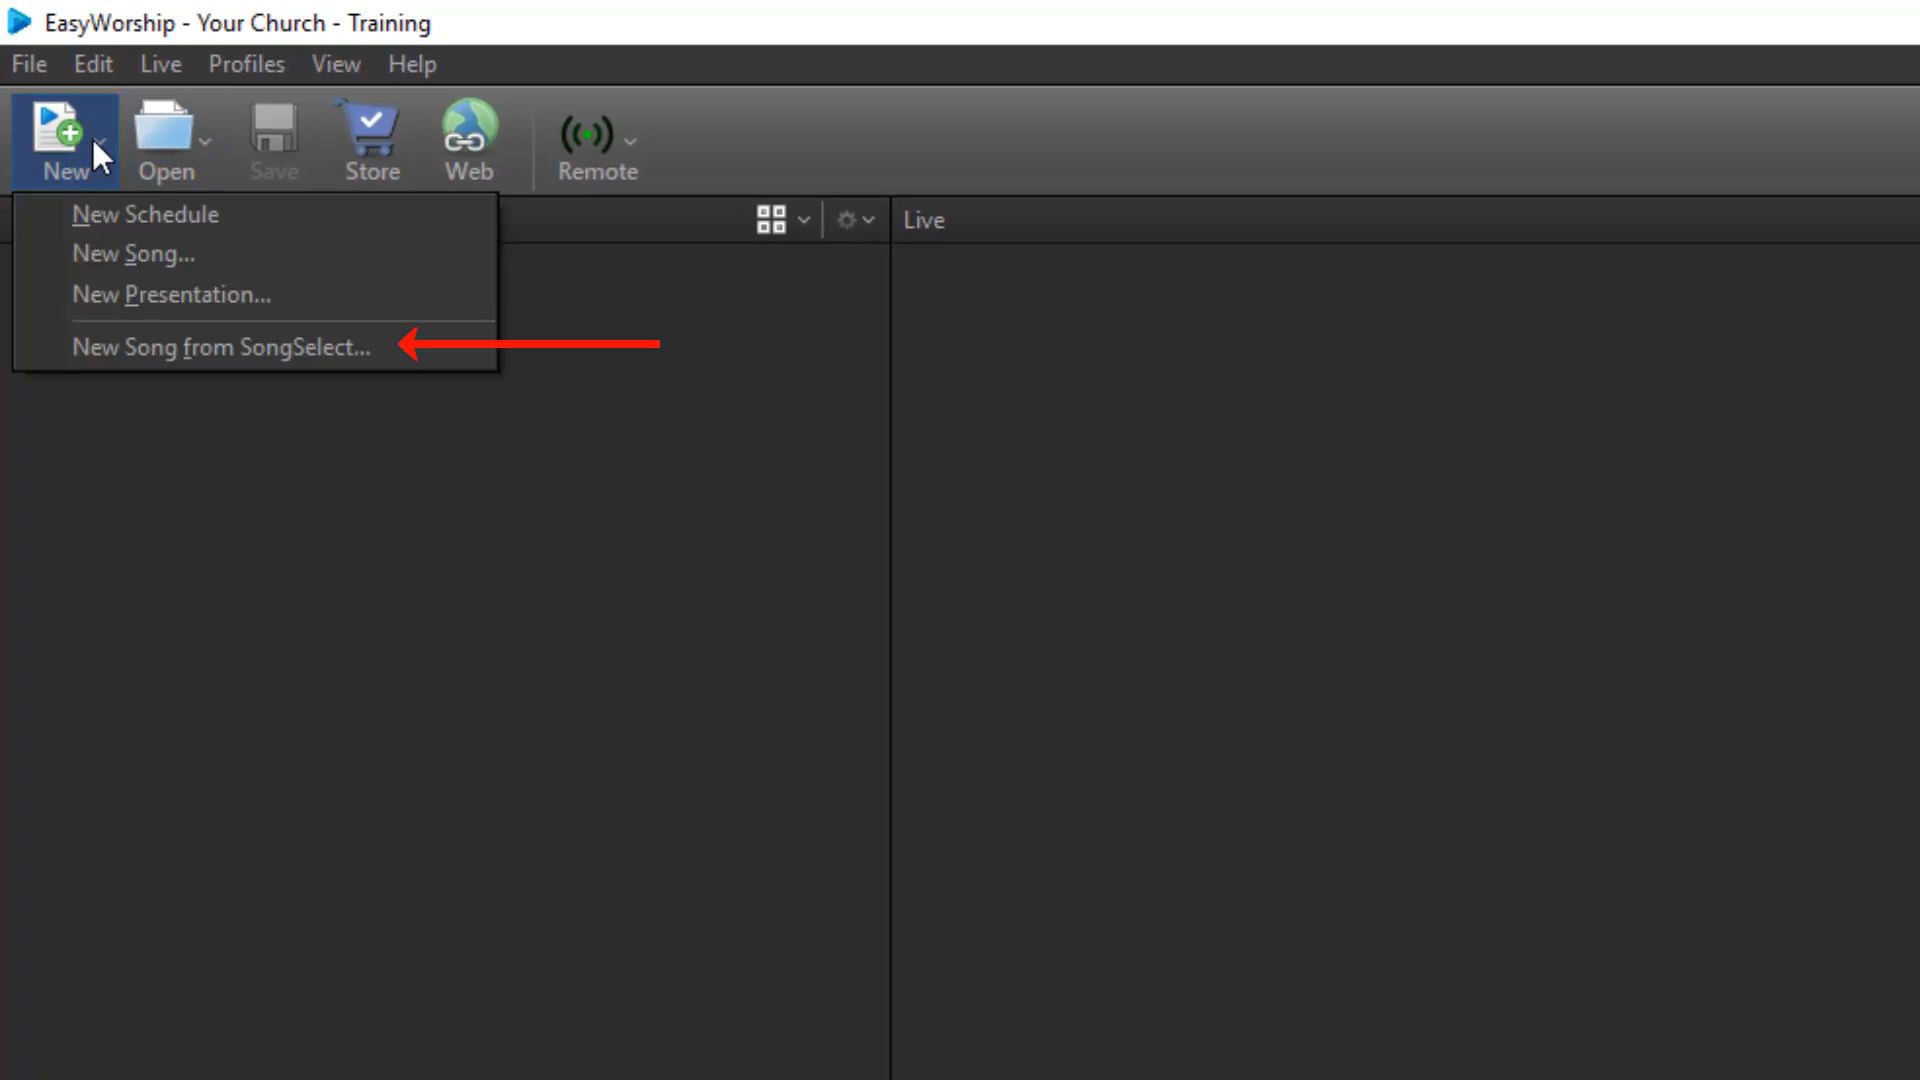 EasyWorship - Your Church - Training
File Edit Live Profiles View Help
New Open Save Store Web Remote
New Schedule
New Song...
New Presentation...
New Song from SongSelect...
Live